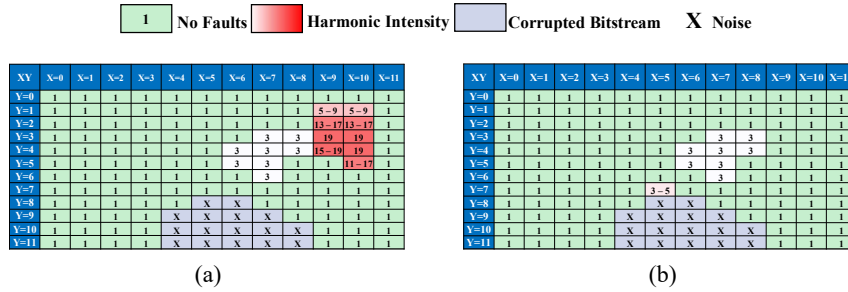 1 No Faults Harmonic Intensity Corrupted Bitstream X Noise
XY X=0 X=1 X=2 X=3 X=4 X=5 X=6 X=7 X=8 X=9 X=10 X=11
Y=0 1 1 1 1 1 1 1 1 1 1 1 1
Y=1 1 1 1 1 1 1 1 1 1 5–9 5–9 1
Y=2 1 1 1 1 1 1 1 1 1 13–17 13–17 1
Y=3 1 1 1 1 1 1 1 3 3 19 19 1
Y=4 1 1 1 1 1 1 3 3 3 15–19 19 1
Y=5 1 1 1 1 1 1 3 3 1 1 11–17 1
Y=6 1 1 1 1 1 1 1 3 1 1 1 1
Y=7 1 1 1 1 1 1 1 1 1 1 1 1
Y=8 1 1 1 1 1 X X 1 1 1 1 1
Y=9 1 1 1 1 X X X X 1 1 1 1
Y=10 1 1 1 1 X X X X X 1 1 1
Y=11 1 1 1 1 X X X X X 1 1 1
(a)
XY X=0 X=1 X=2 X=3 X=4 X=5 X=6 X=7 X=8 X=9 X=10 X=1
Y=0 1 1 1 1 1 1 1 1 1 1 1 1
Y=1 1 1 1 1 1 1 1 1 1 1 1 1
Y=2 1 1 1 1 1 1 1 1 1 1 1 1
Y=3 1 1 1 1 1 1 1 3 3 1 1 1
Y=4 1 1 1 1 1 1 3 3 3 1 1 1
Y=5 1 1 1 1 1 1 3 3 1 1 1 1
Y=6 1 1 1 1 1 1 1 3 1 1 1 1
Y=7 1 1 1 1 1 3–5 1 1 1 1 1 1
Y=8 1 1 1 1 1 X X 1 1 1 1 1
Y=9 1 1 1 1 X X X X 1 1 1 1
Y=10 1 1 1 1 X X X X X 1 1 1
Y=11 1 1 1 1 X X X X X 1 1 1
(b)